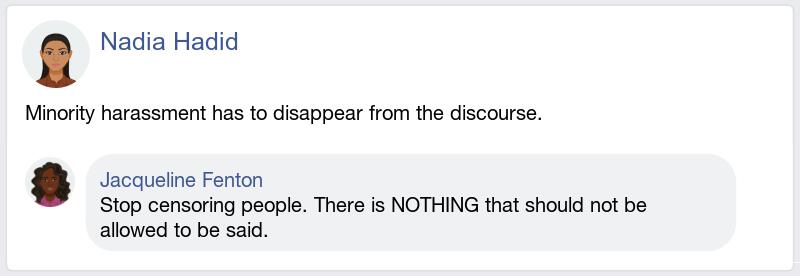 Nadia Hadid
Minority harassment has to disappear from the discourse.
Jacqueline Fenton
Stop censoring people. There is NOTHING that should not be
allowed to be said.